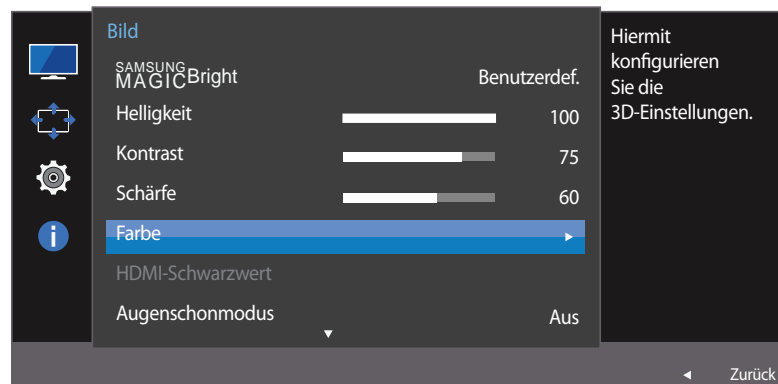 Bild
SAMSUNG
MAGICBright Benutzerdef.
Helligkeit 100
Kontrast 75
Schärfe 60
Farbe ►
HDMI-Schwarzwert
Augenschonmodus Aus
▼
Hiermit
konfigurieren
Sie die
3D-Einstellungen.
◄ Zurück